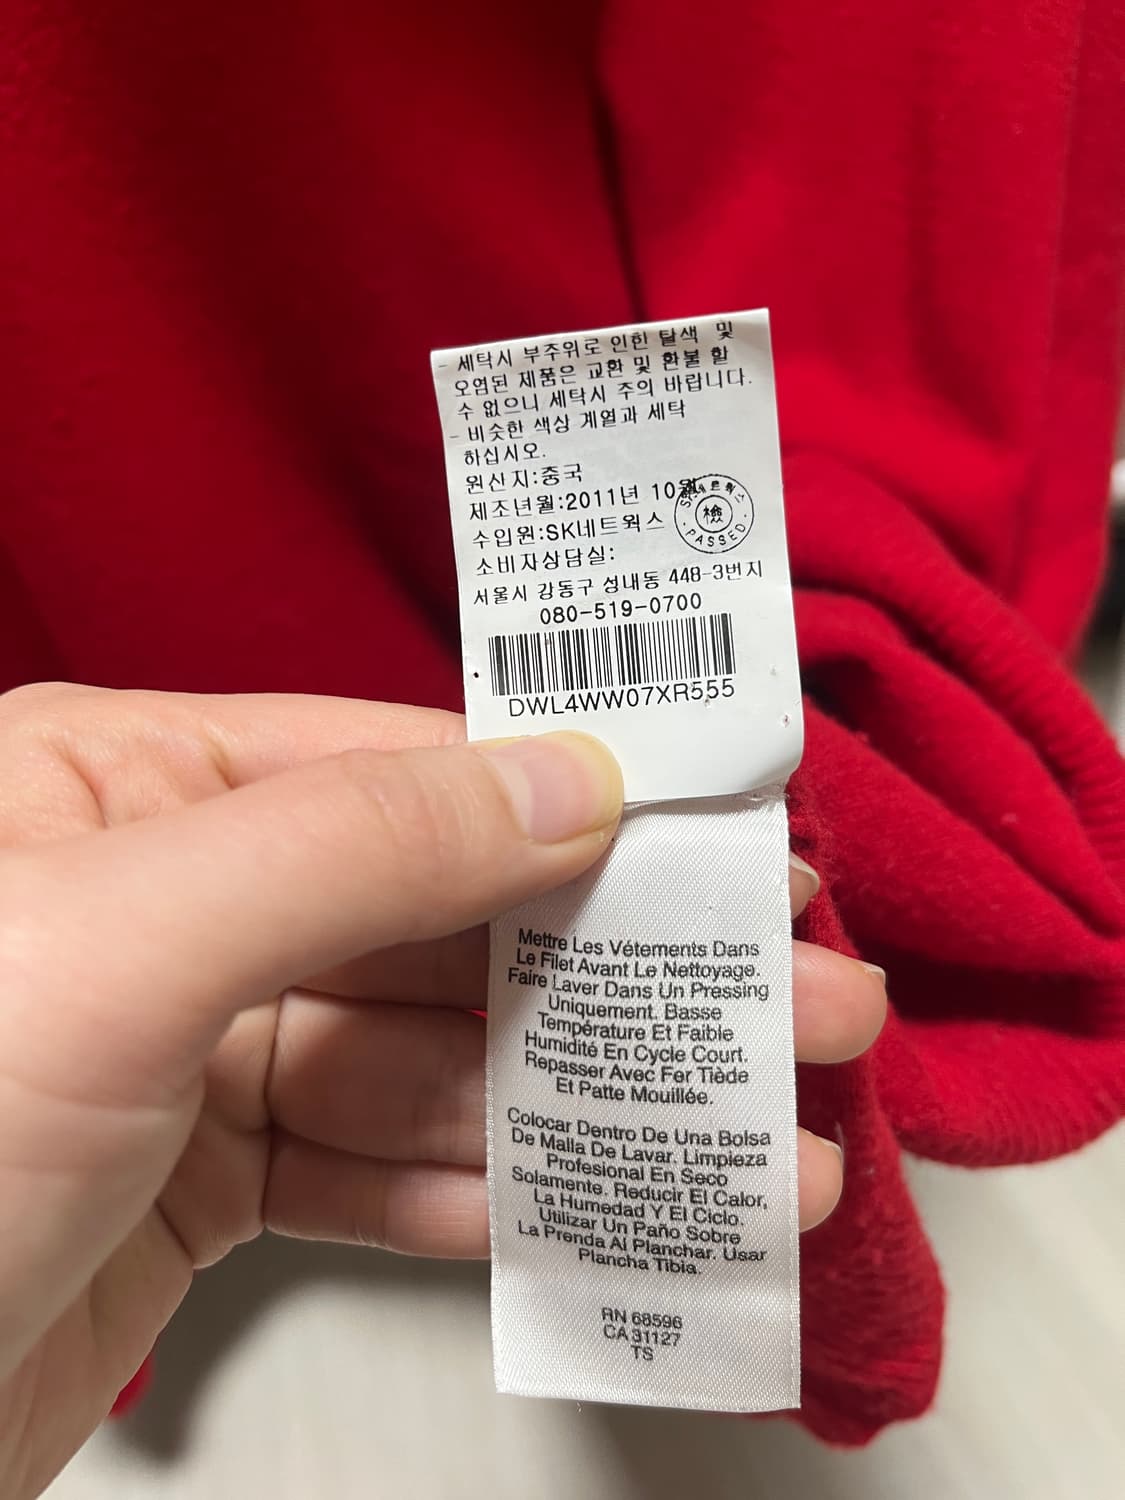 - 세탁시 부주위로 인한 탈색 및
오염된 제품은 교환 및 환불 할
수 없으니 세탁시 주의 바랍니다.
- 비슷한 색상 계열과 세탁
하십시오.
원산지:중국
제조년월:2011년 10월
수입원:SK네트웍스
SK네트웍스
檢
·PASSED·
소비자상담실:
서울시 강동구 성내동 448-3번지
080-519-0700
DWL4WW07XR555
Mettre Les Vétements Dans
Le Filet Avant Le Nettoyage.
Faire Laver Dans Un Pressing
Uniquement. Basse
Température Et Faible
Humidité En Cycle Court.
Repasser Avec Fer Tiède
Et Patte Mouillée.
Colocar Dentro De Una Bolsa
De Malla De Lavar. Limpieza
Profesional En Seco
Solamente. Reducir El Calor,
La Humedad Y El Ciclo.
Utilizar Un Paño Sobre
La Prenda Al Planchar. Usar
Plancha Tibia.
RN 68596
CA 31127
TS